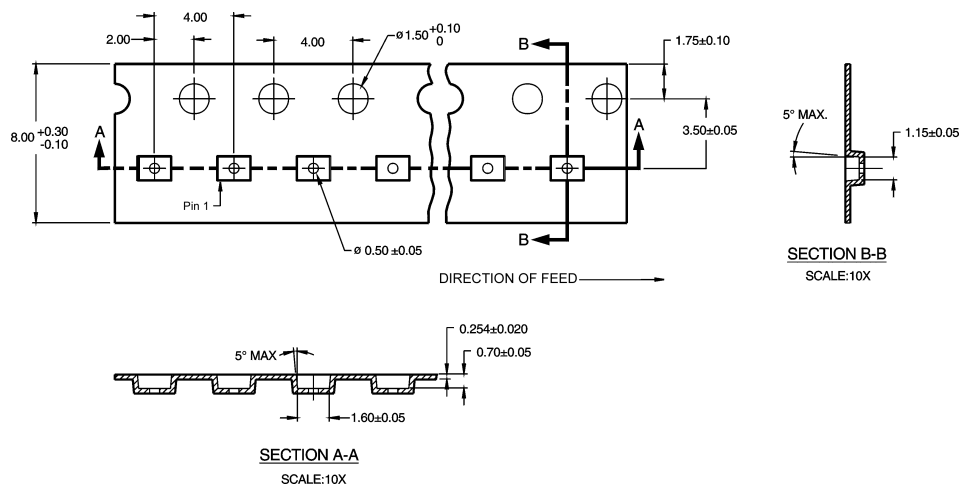 4.00
2.00
4.00
ø 1.50 +0.10
0
B
1.75±0.10
8.00 +0.30
-0.10
A
A
3.50±0.05
5° MAX.
1.15±0.05
Pin 1
ø 0.50 ±0.05
B
SECTION B-B
SCALE:10X
DIRECTION OF FEED
0.254±0.020
5° MAX
0.70±0.05
1.60±0.05
SECTION A-A
SCALE:10X